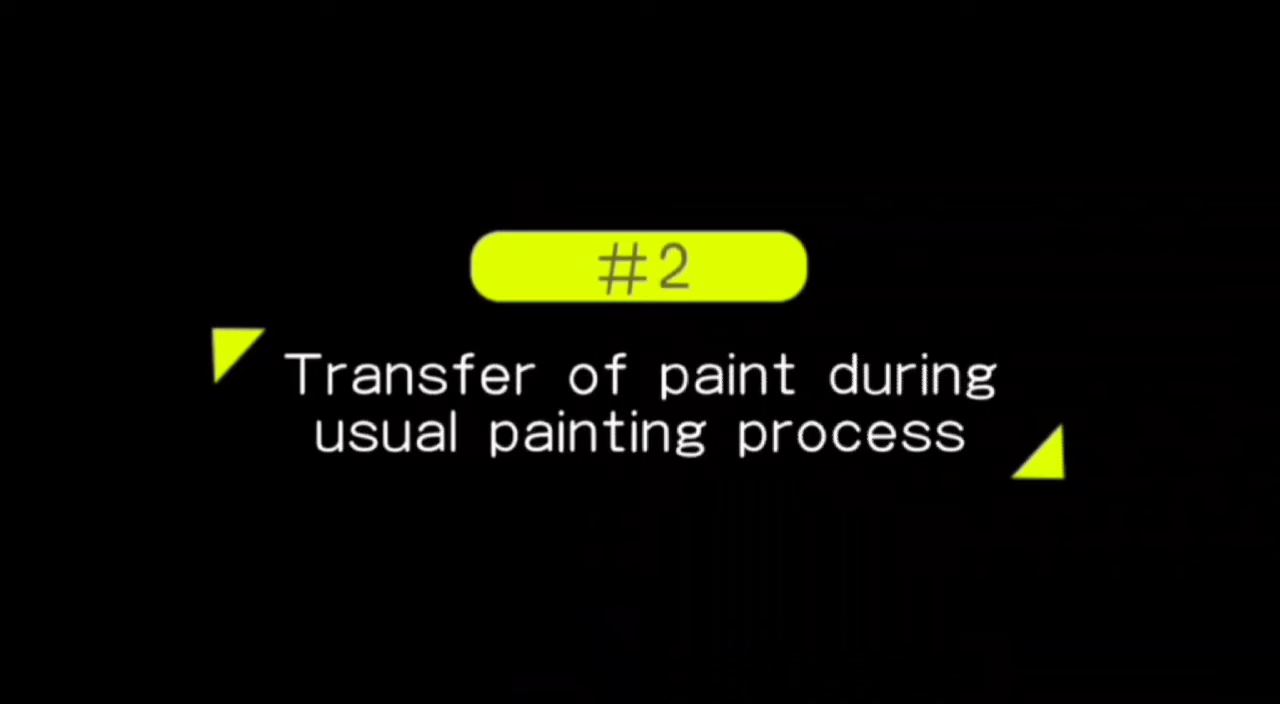 #2
Transfer of paint during
usual painting process